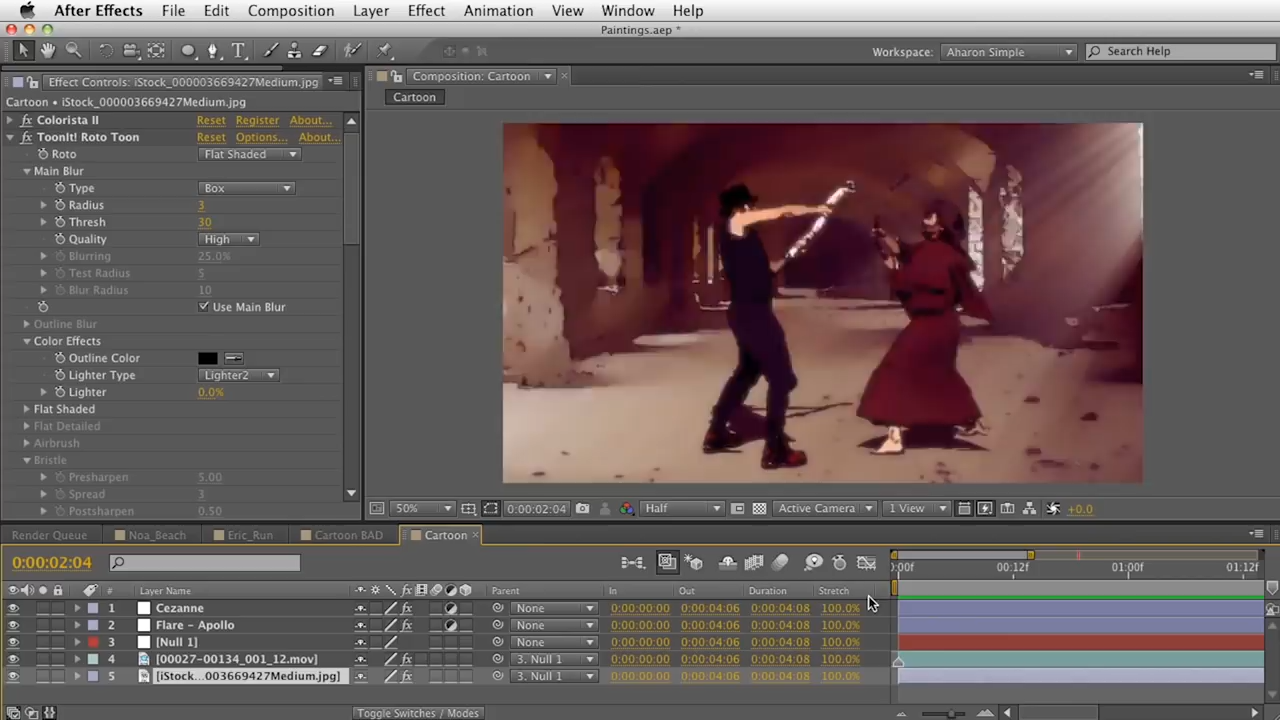 After Effects File Edit Composition Layer Effect Animation View Window Help
Paintings.aep *
Workspace: Aharon Simple Search Help
Effect Controls: iStock_000003669427Medium.jpg
Composition: Cartoon
Cartoon • iStock_000003669427Medium.jpg
Cartoon
Colorista II Reset Register About...
ToonIt! Roto Toon Reset Options... About...
Roto Flat Shaded
Main Blur
Type Box
Radius 3
Thresh 30
Quality High
Blurring 25.0%
Test Radius 5
Blur Radius 10
Use Main Blur
Outline Blur
Color Effects
Outline Color
Lighter Type Lighter2
Lighter 0.0%
Flat Shaded
Flat Detailed
Airbrush
Bristle
Presharpen 5.00
Spread 3
Postsharpen 0.50
50% 0:00:02:04 Half Active Camera 1 View +0.0
Render Queue Noa_Beach Eric_Run Cartoon BAD Cartoon
0:00:02:04
:00f 00:12f 01:00f 01:12f
# Layer Name fx Parent In Out Duration Stretch
1 Cezanne None 0:00:00:00 0:00:04:06 0:00:04:08 100.0%
2 Flare – Apollo fx None 0:00:00:00 0:00:04:06 0:00:04:08 100.0%
3 [Null 1] None 0:00:00:00 0:00:04:06 0:00:04:08 100.0%
4 [00027-00134_001_12.mov] fx 3. Null 1 0:00:00:00 0:00:04:06 0:00:04:08 100.0%
5 [iStock...003669427Medium.jpg] fx 3. Null 1 0:00:00:00 0:00:04:06 0:00:04:08 100.0%
Toggle Switches / Modes